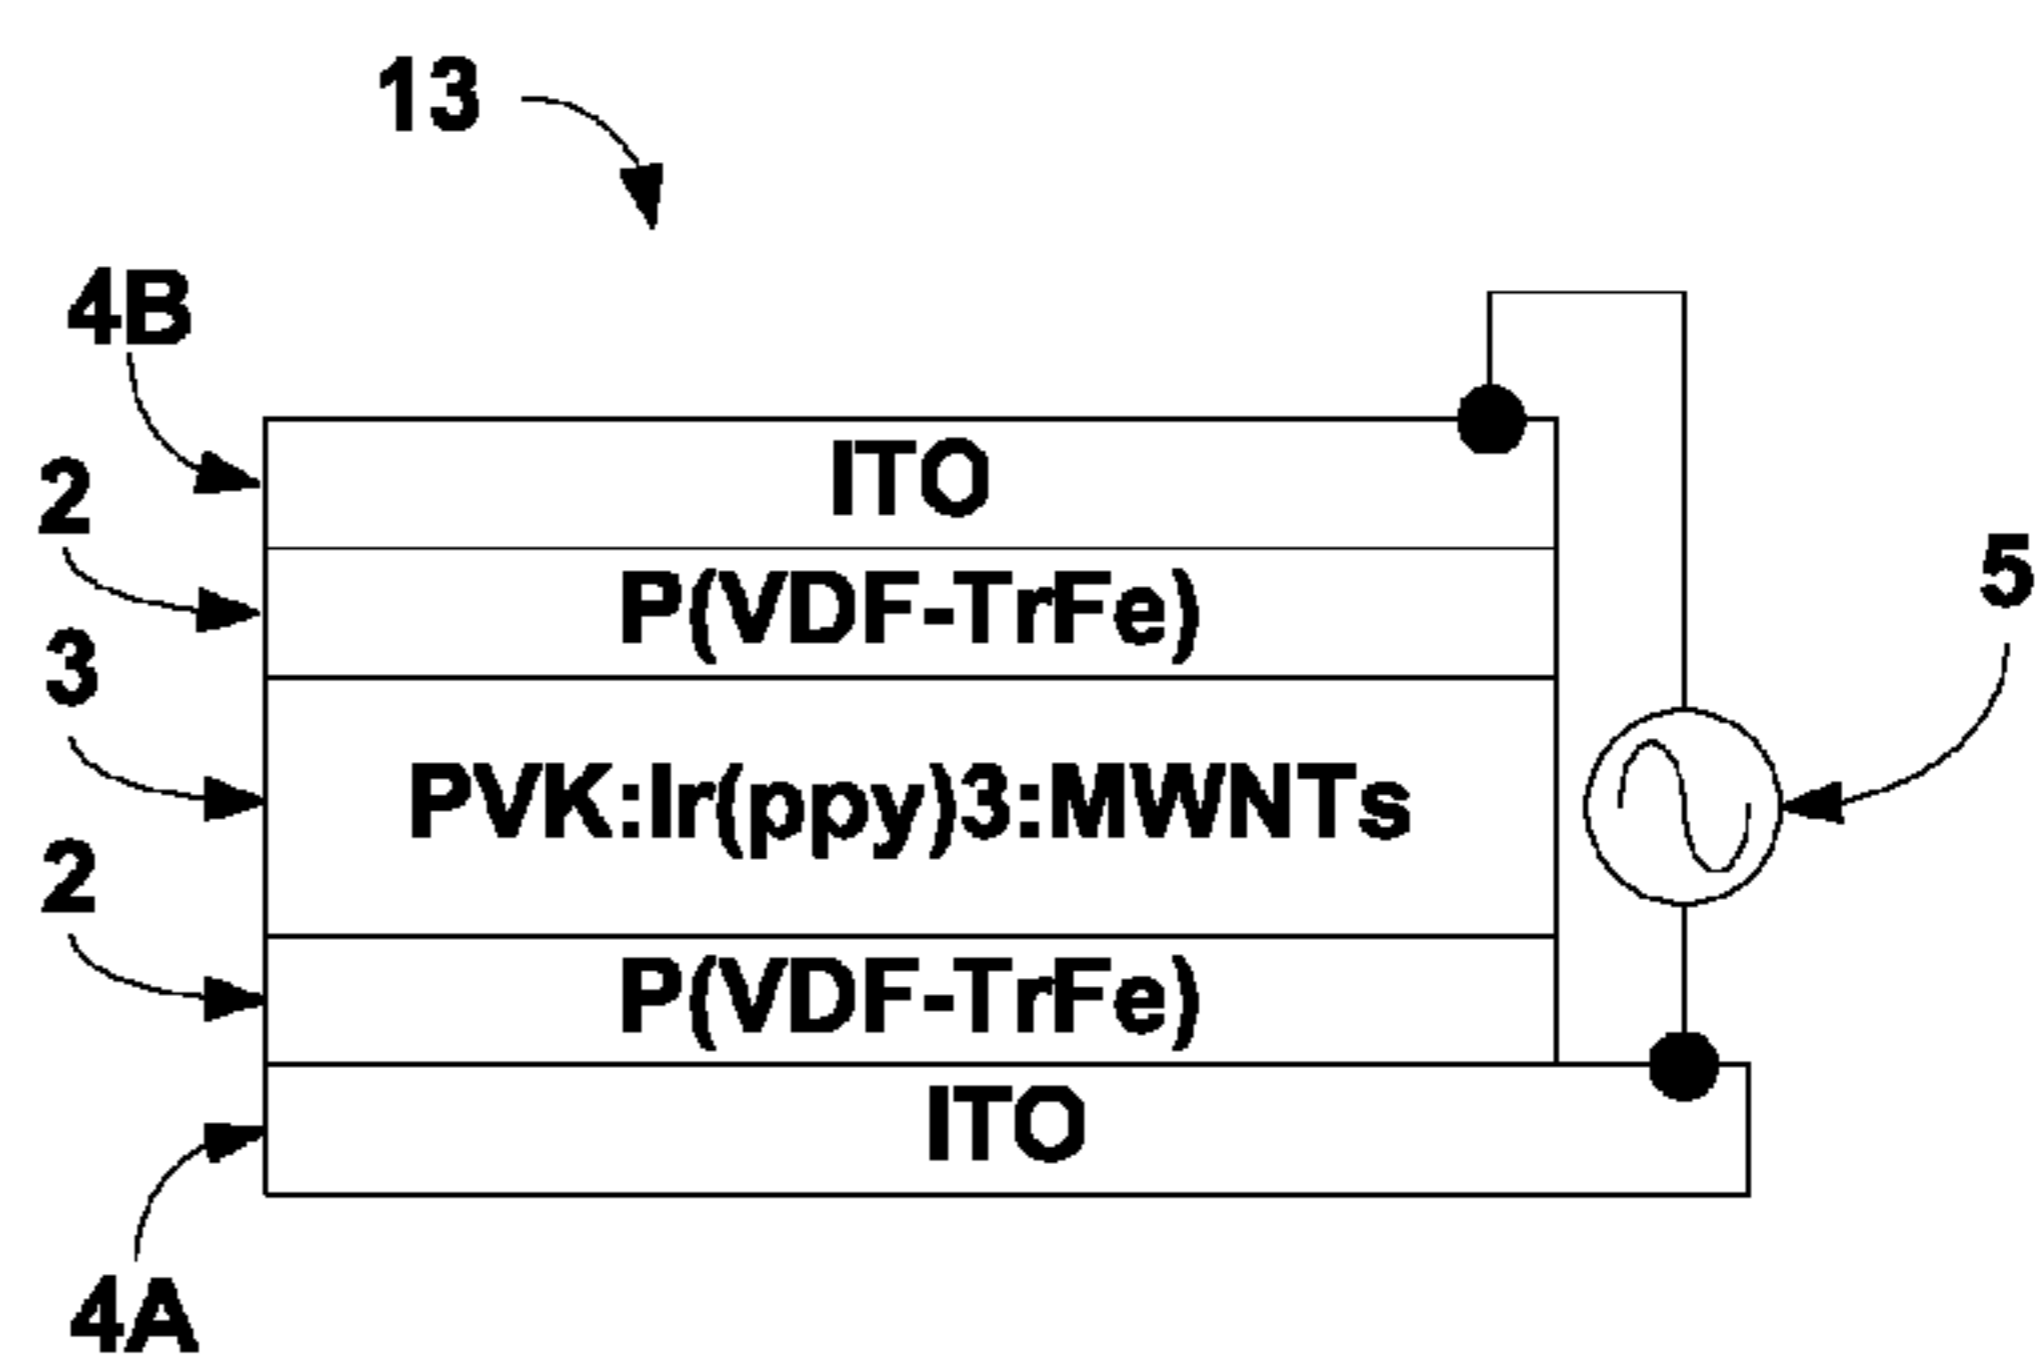 13
4B
ITO
2
P(VDF-TrFe)
5
3
PVK:Ir(ppy)3:MWNTs
2
P(VDF-TrFe)
ITO
4A